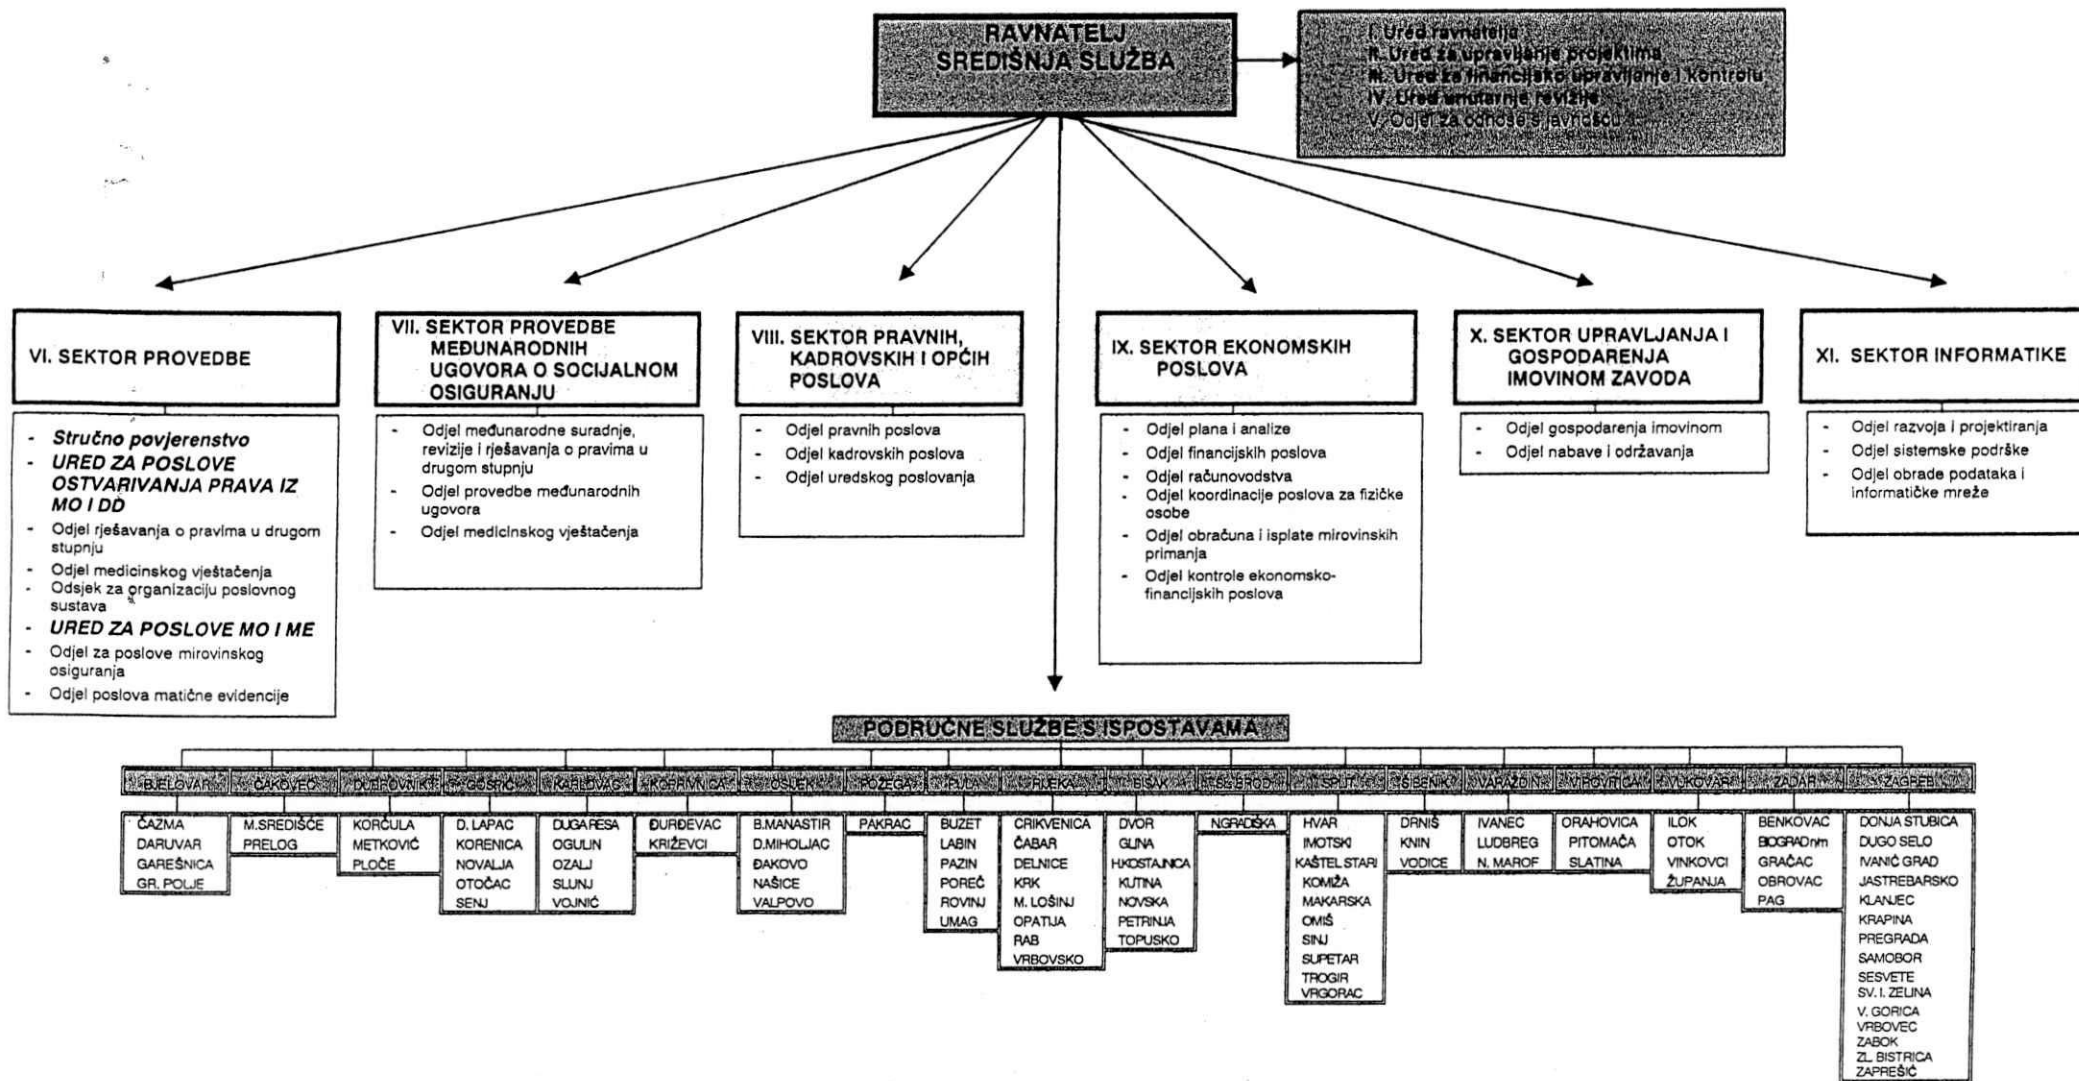 RAVNATELJ
SREDIŠNJA SLUŽBA
I. Ured ravnatelja
II. Ured za upravljanje projektima
III. Ured za financijsko upravljanje i kontrolu
IV. Ured unutarnje revizije
V. Odjel za odnose s javnošću
VI. SEKTOR PROVEDBE
- Stručno povjerenstvo
- URED ZA POSLOVE
OSTVARIVANJA PRAVA IZ
MO I DD
- Odjel rješavanja o pravima u drugom
stupnju
- Odjel medicinskog vještačenja
- Odsjek za organizaciju poslovnog
sustava
- URED ZA POSLOVE MO I ME
- Odjel za poslove mirovinskog
osiguranja
- Odjel poslova matične evidencije
VII. SEKTOR PROVEDBE
MEĐUNARODNIH
UGOVORA O SOCIJALNOM
OSIGURANJU
- Odjel međunarodne suradnje,
revizije i rješavanja o pravima u
drugom stupnju
- Odjel provedbe međunarodnih
ugovora
- Odjel medicinskog vještačenja
VIII. SEKTOR PRAVNIH,
KADROVSKIH I OPĆIH
POSLOVA
- Odjel pravnih poslova
- Odjel kadrovskih poslova
- Odjel uredskog poslovanja
IX. SEKTOR EKONOMSKIH
POSLOVA
- Odjel plana i analize
- Odjel financijskih poslova
- Odjel računovodstva
- Odjel koordinacije poslova za fizičke
osobe
- Odjel obračuna i isplate mirovinskih
primanja
- Odjel kontrole ekonomsko-
financijskih poslova
X. SEKTOR UPRAVLJANJA I
GOSPODARENJA
IMOVINOM ZAVODA
- Odjel gospodarenja imovinom
- Odjel nabave i održavanja
XI. SEKTOR INFORMATIKE
- Odjel razvoja i projektiranja
- Odjel sistemske podrške
- Odjel obrade podataka i
informatičke mreže
PODRUČNE SLUŽBE S ISPOSTAVAMA
BJELOVAR
ČAZMA
DARUVAR
GAREŠNICA
GR. POLJE
ČAKOVEC
M.SREDIŠĆE
PRELOG
DUBROVNIK
KORČULA
METKOVIĆ
PLOČE
GOSPIĆ
D. LAPAC
KORENICA
NOVALJA
OTOČAC
SENJ
KARLOVAC
DUGA RESA
OGULIN
OZALJ
SLUNJ
VOJNIĆ
KOPRIVNICA
ĐURĐEVAC
KRIŽEVCI
OSIJEK
B.MANASTIR
D.MIHOLJAC
ĐAKOVO
NAŠICE
VALPOVO
POŽEGA
PAKRAC
PULA
BUZET
LABIN
PAZIN
POREČ
ROVINJ
UMAG
RIJEKA
CRIKVENICA
ČABAR
DELNICE
KRK
M. LOŠINJ
OPATIJA
RAB
VRBOVSKO
SISAK
DVOR
GLINA
H.KOSTAJNICA
KUTINA
NOVSKA
PETRINJA
TOPUSKO
S. BROD
N.GRADIŠKA
SPLIT
HVAR
IMOTSKI
KAŠTEL STARI
KOMIŽA
MAKARSKA
OMIŠ
SINJ
SUPETAR
TROGIR
VRGORAC
ŠIBENIK
DRNIŠ
KNIN
VODICE
VARAŽDIN
IVANEC
LUDBREG
N. MAROF
VIROVITICA
ORAHOVICA
PITOMAČA
SLATINA
VUKOVAR
ILOK
OTOK
VINKOVCI
ŽUPANJA
ZADAR
BENKOVAC
BIOGRAD n/m
GRAČAC
OBROVAC
PAG
ZAGREB
DONJA STUBICA
DUGO SELO
IVANIĆ GRAD
JASTREBARSKO
KLANJEC
KRAPINA
PREGRADA
SAMOBOR
SESVETE
SV. I. ZELINA
V. GORICA
VRBOVEC
ZABOK
ZL. BISTRICA
ZAPREŠIĆ